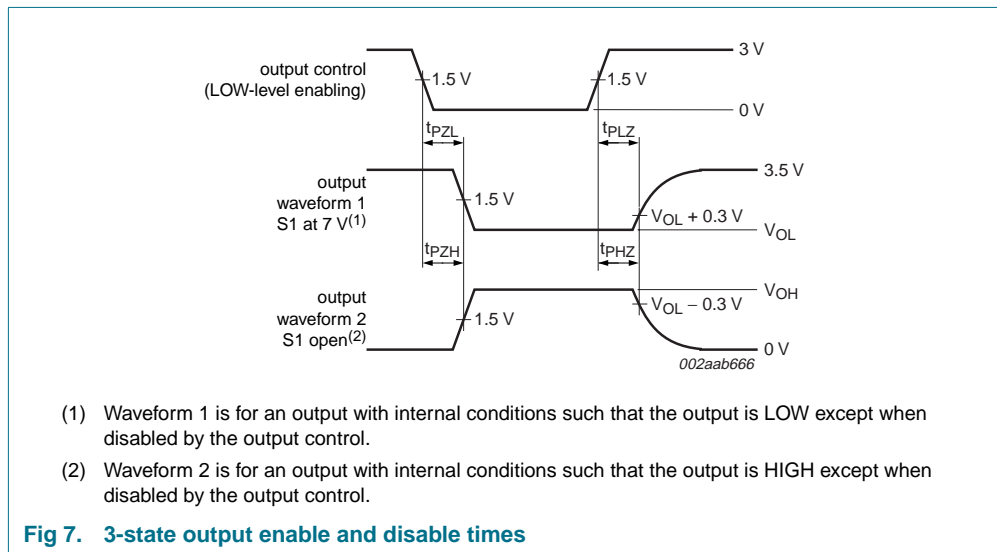 output control
(LOW-level enabling)
3 V
1.5 V
1.5 V
0 V
tPZL
tPLZ
output
waveform 1
S1 at 7 V(1)
3.5 V
1.5 V
VOL + 0.3 V
VOL
tPZH
tPHZ
output
waveform 2
S1 open(2)
VOH
VOL − 0.3 V
1.5 V
0 V
002aab666
(1) Waveform 1 is for an output with internal conditions such that the output is LOW except when
disabled by the output control.
(2) Waveform 2 is for an output with internal conditions such that the output is HIGH except when
disabled by the output control.
Fig 7. 3-state output enable and disable times